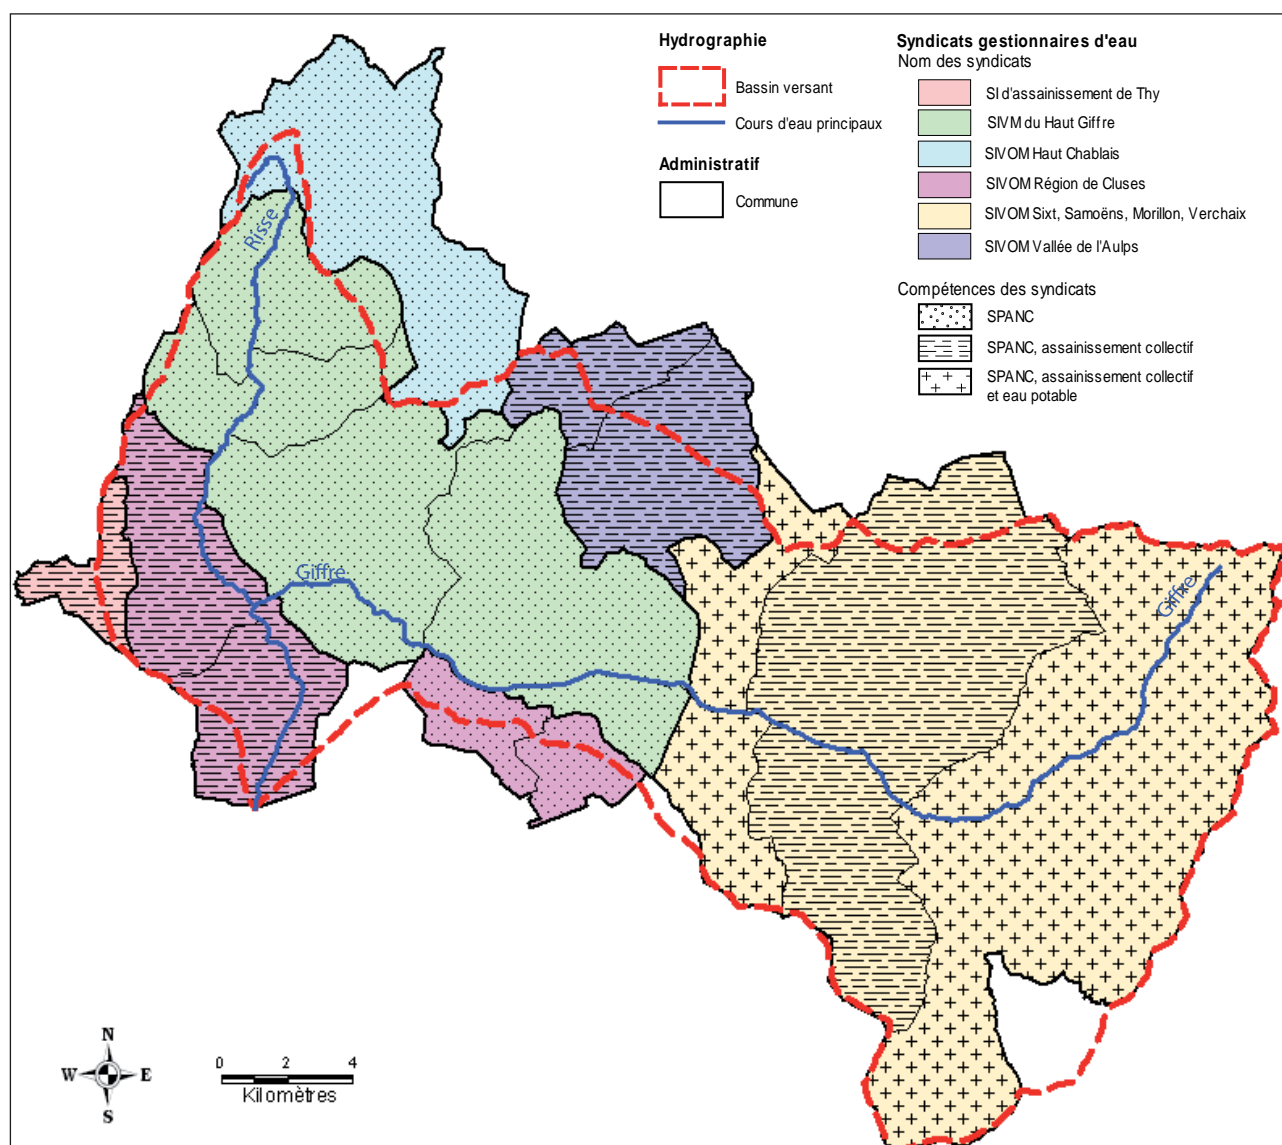 Hydrographie
Bassin versant
Cours d'eau principaux
Administratif
Commune
Syndicats gestionnaires d'eau
Nom des syndicats
SI d'assainissement de Thy
SIVM du Haut Giffre
SIVOM Haut Chablais
SIVOM Région de Cluses
SIVOM Sixt, Samoëns, Morillon, Verchaix
SIVOM Vallée de l'Aulps
Compétences des syndicats
SPANC
SPANC, assainissement collectif
SPANC, assainissement collectif
et eau potable
Risse
Giffre
Giffre
N
W E
S
0 2 4
Kilomètres